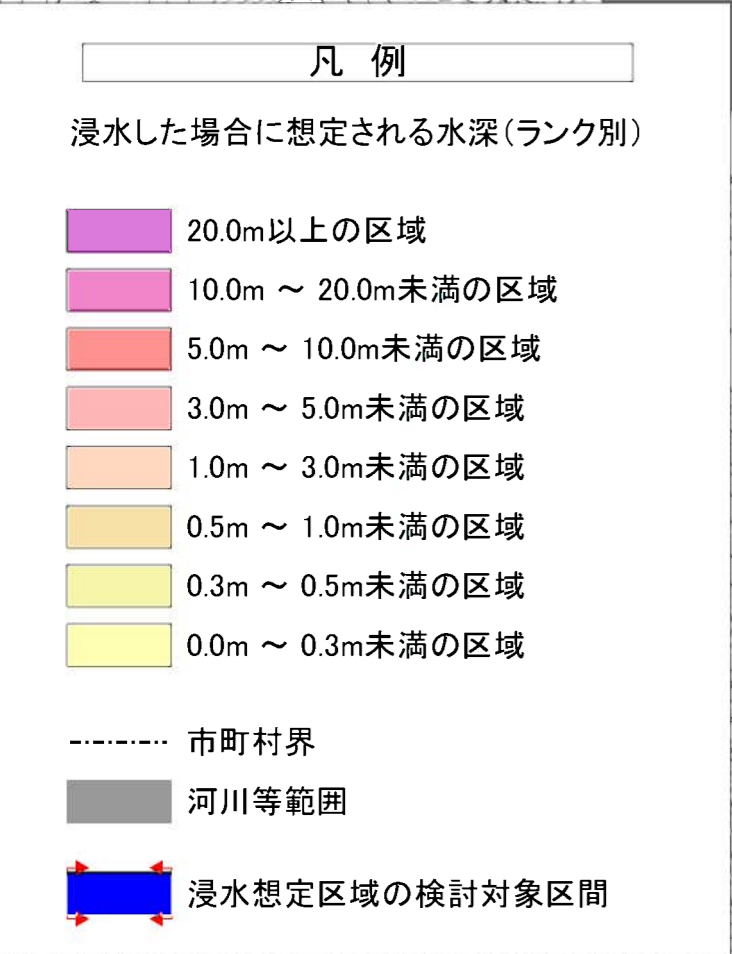 凡 例
浸水した場合に想定される水深(ランク別)
20.0m以上の区域
10.0m ～ 20.0m未満の区域
5.0m ～ 10.0m未満の区域
3.0m ～ 5.0m未満の区域
1.0m ～ 3.0m未満の区域
0.5m ～ 1.0m未満の区域
0.3m ～ 0.5m未満の区域
0.0m ～ 0.3m未満の区域
市町村界
河川等範囲
浸水想定区域の検討対象区間